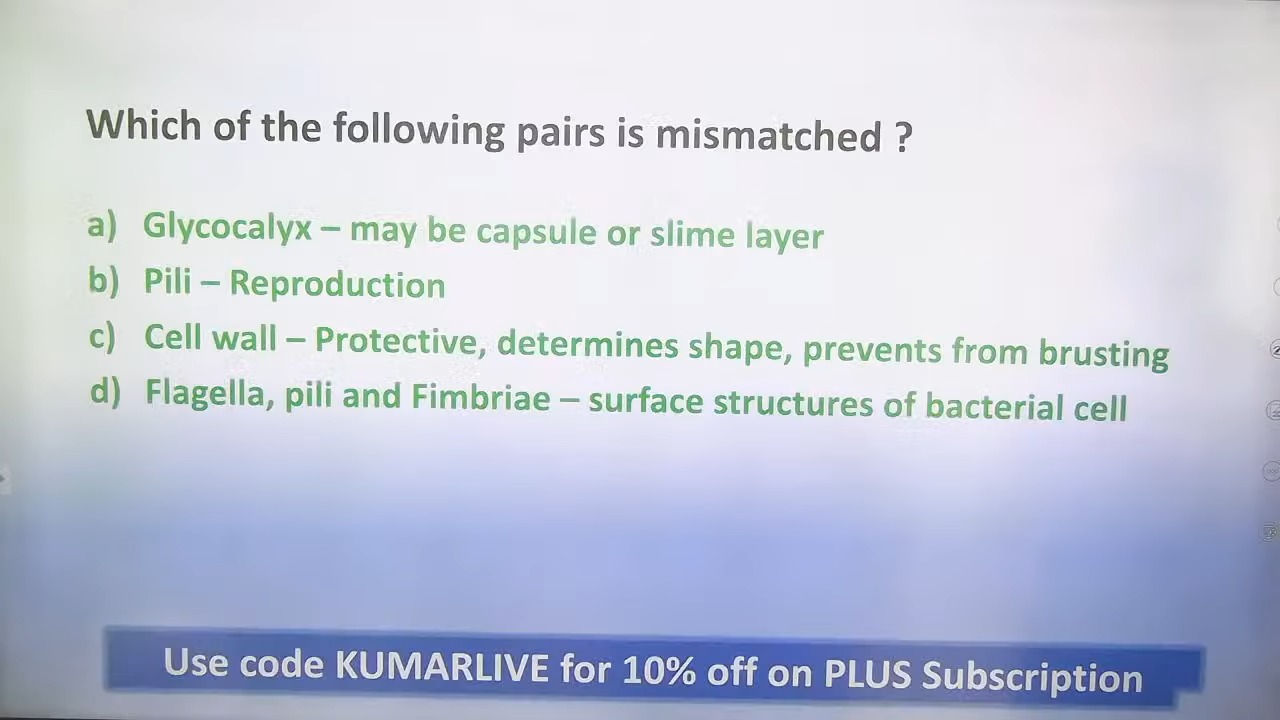 Which of the following pairs is mismatched ?
a) Glycocalyx – may be capsule or slime layer
b) Pili – Reproduction
c) Cell wall – Protective, determines shape, prevents from brusting
d) Flagella, pili and Fimbriae – surface structures of bacterial cell
Use code KUMARLIVE for 10% off on PLUS Subscription